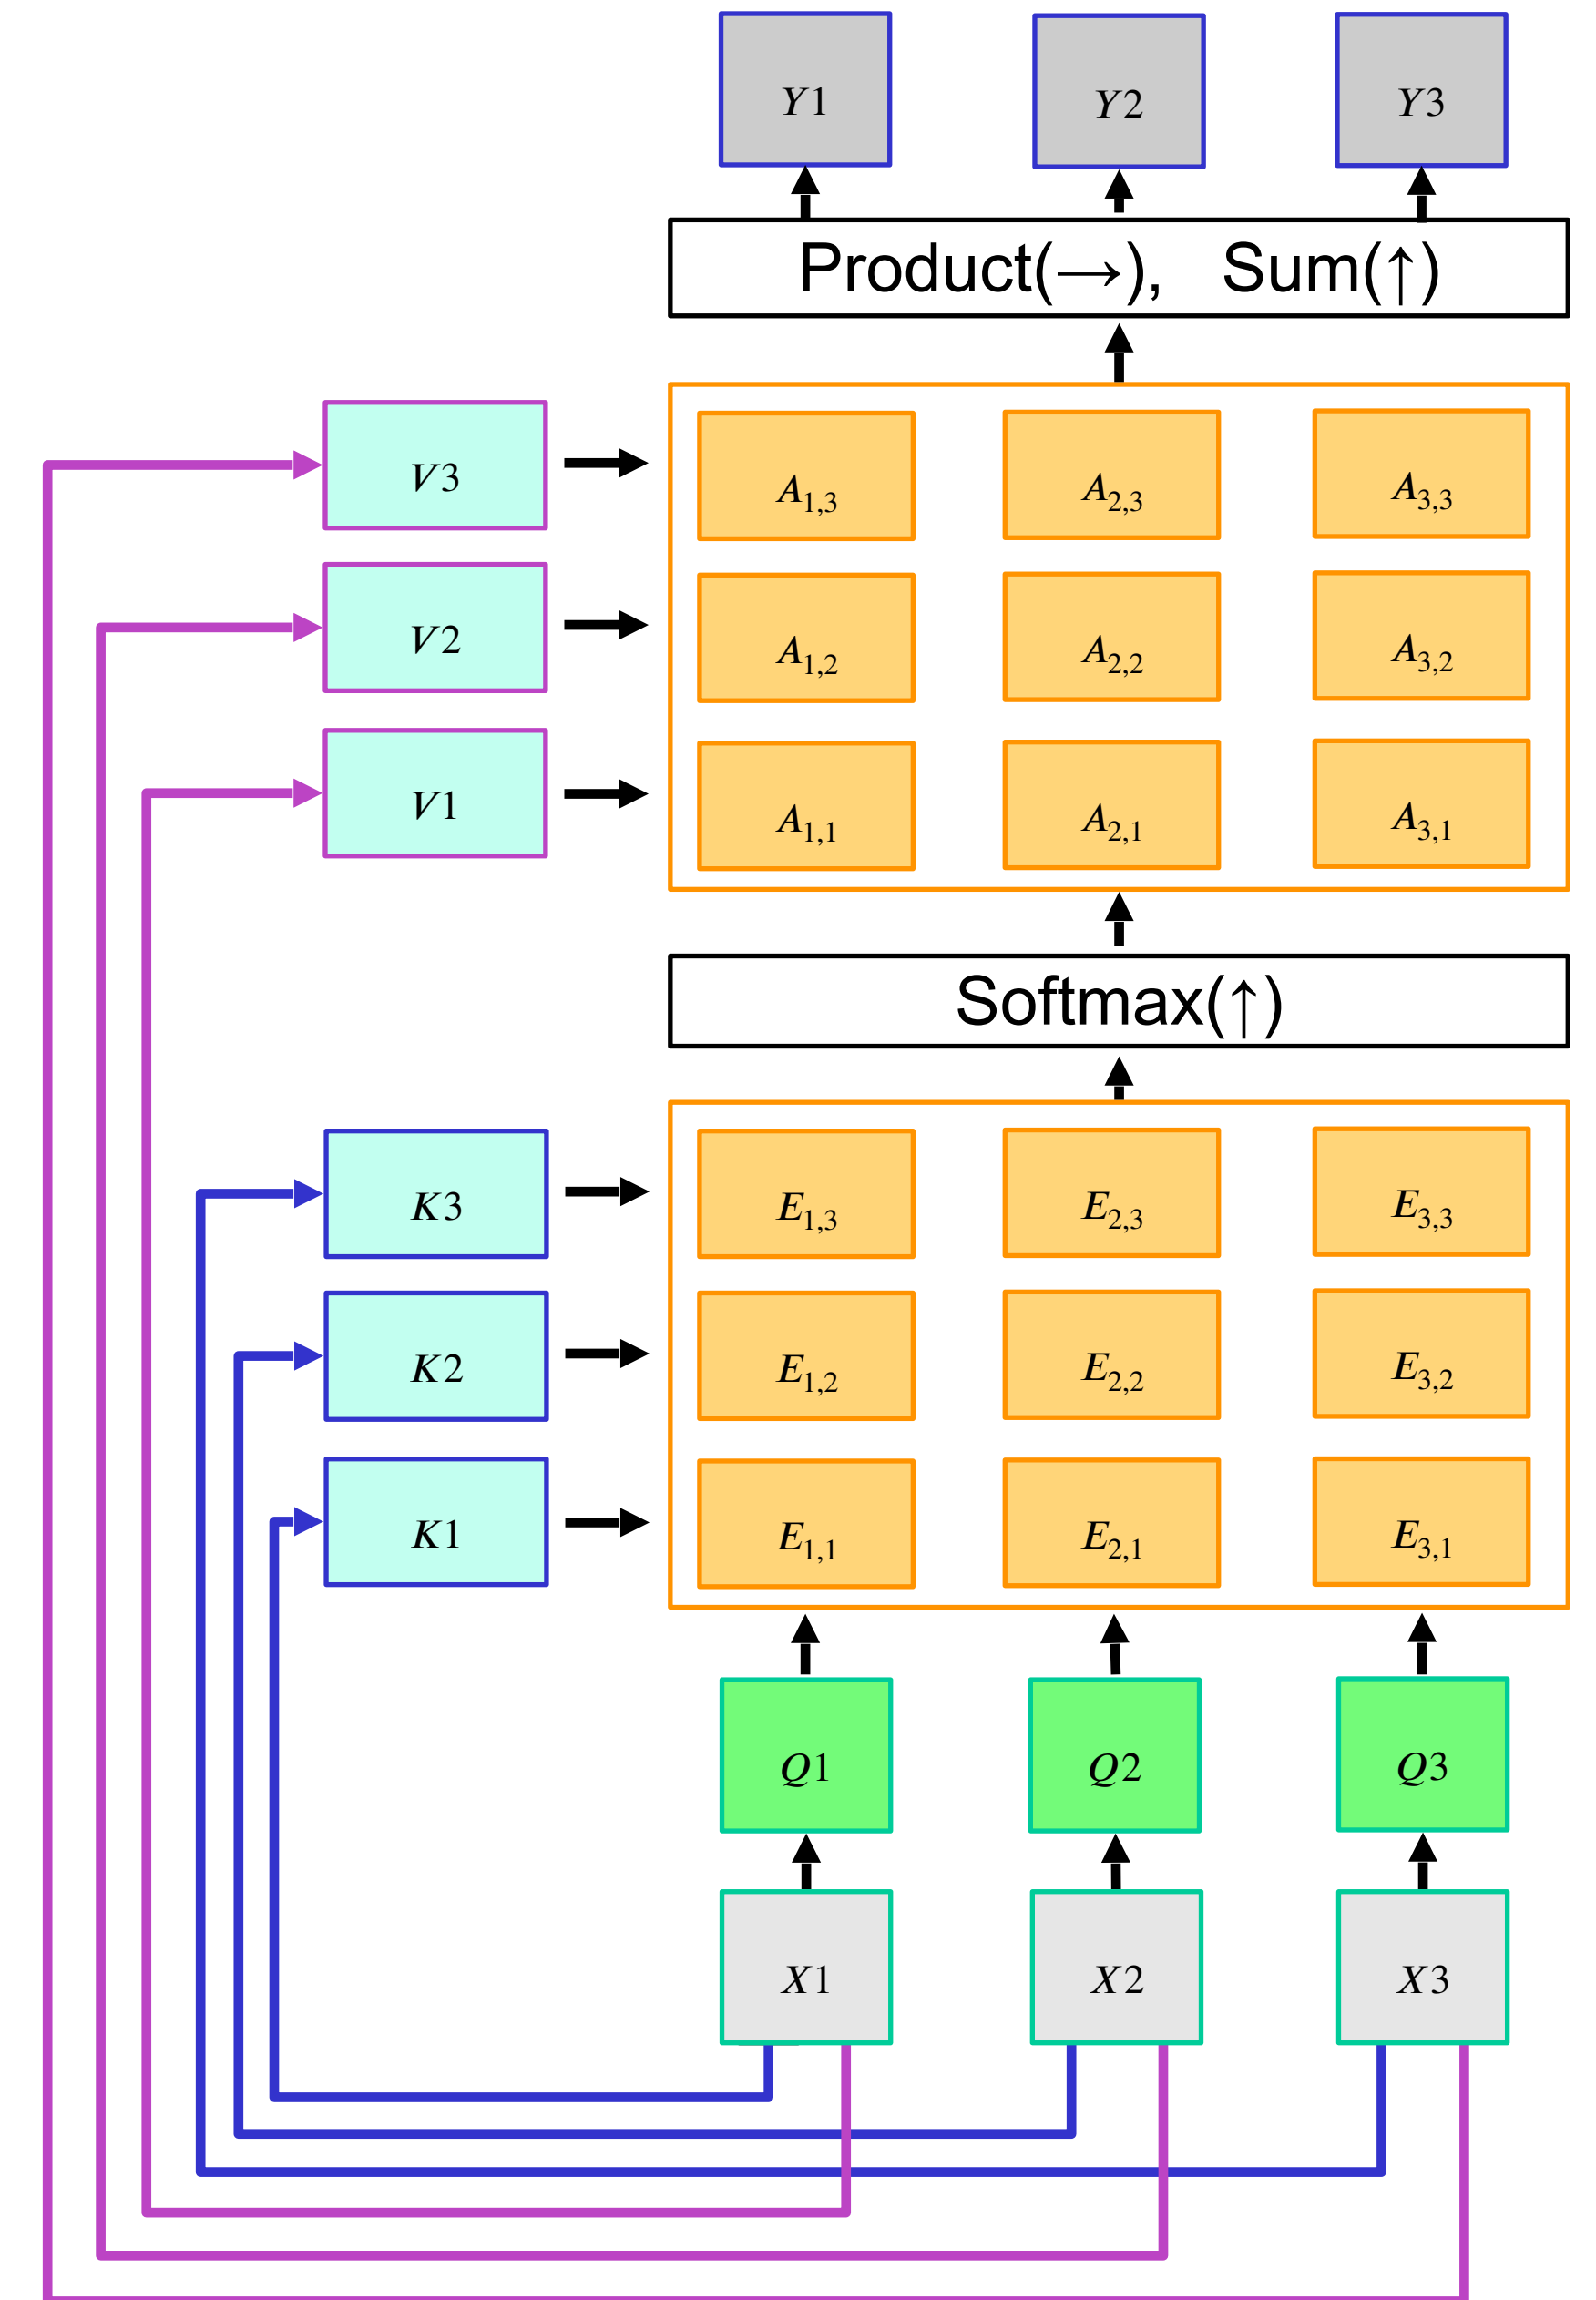 Y1 Y2 Y3
Product(→), Sum(↑)
V3 A1,3 A2,3 A3,3
V2 A1,2 A2,2 A3,2
V1 A1,1 A2,1 A3,1
Softmax(↑)
K3 E1,3 E2,3 E3,3
K2 E1,2 E2,2 E3,2
K1 E1,1 E2,1 E3,1
Q1 Q2 Q3
X1 X2 X3